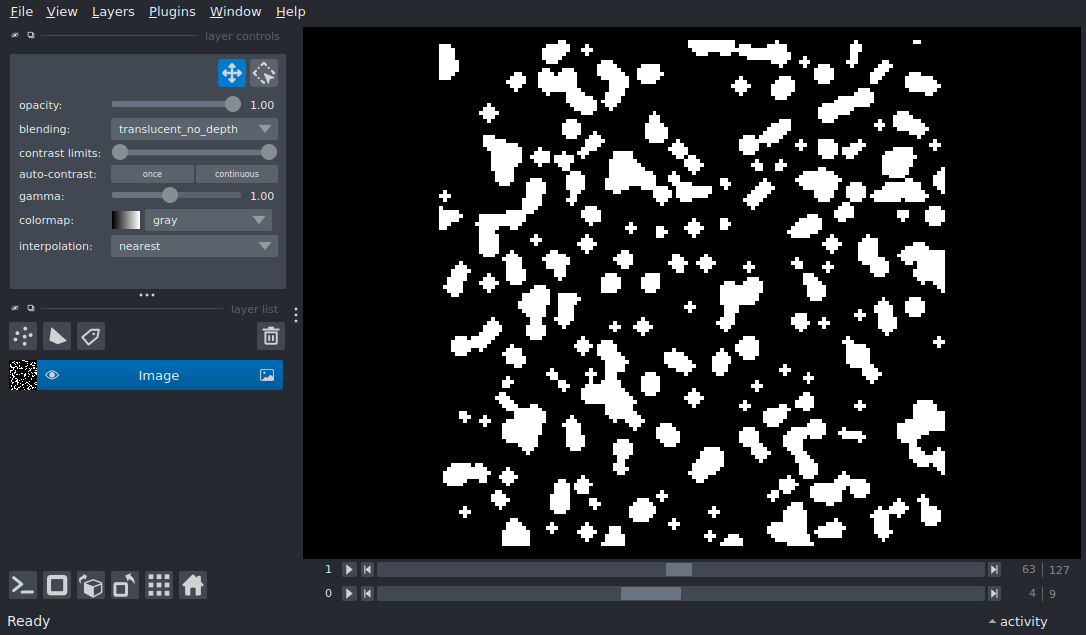 File View Layers Plugins Window Help
layer controls
opacity: 1.00
blending: translucent_no_depth
contrast limits:
auto-contrast: once continuous
gamma: 1.00
colormap: gray
interpolation: nearest
layer list
Image
1 63 127
0 4 9
Ready activity